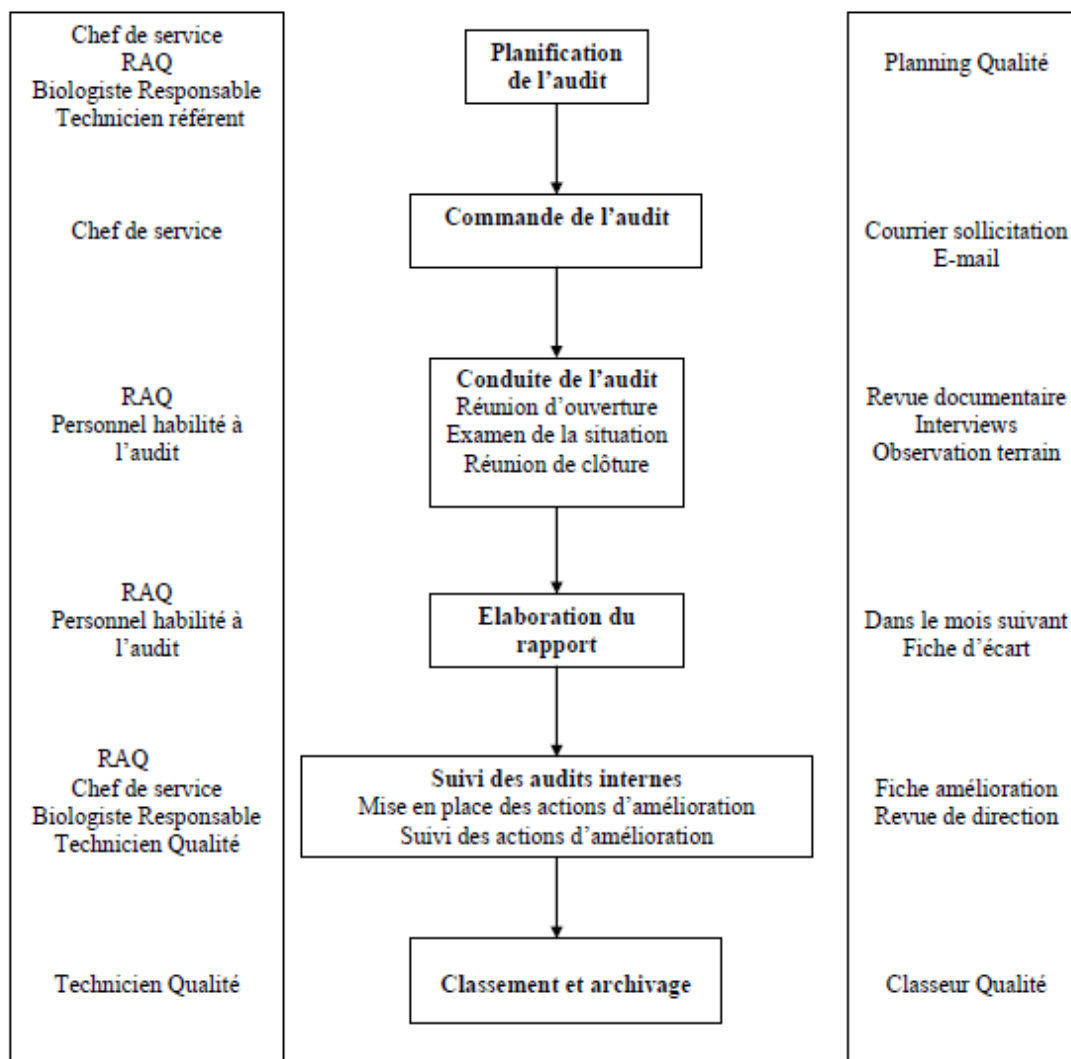 Chef de service
RAQ
Biologiste Responsable
Technicien référent
Planification
de l’audit
Planning Qualité
Chef de service
Commande de l’audit
Courrier sollicitation
E-mail
RAQ
Personnel habilité à
l’audit
Conduite de l’audit
Réunion d’ouverture
Examen de la situation
Réunion de clôture
Revue documentaire
Interviews
Observation terrain
RAQ
Personnel habilité à
l’audit
Elaboration du
rapport
Dans le mois suivant
Fiche d’écart
RAQ
Chef de service
Biologiste Responsable
Technicien Qualité
Suivi des audits internes
Mise en place des actions d’amélioration
Suivi des actions d’amélioration
Fiche amélioration
Revue de direction
Technicien Qualité
Classement et archivage
Classeur Qualité